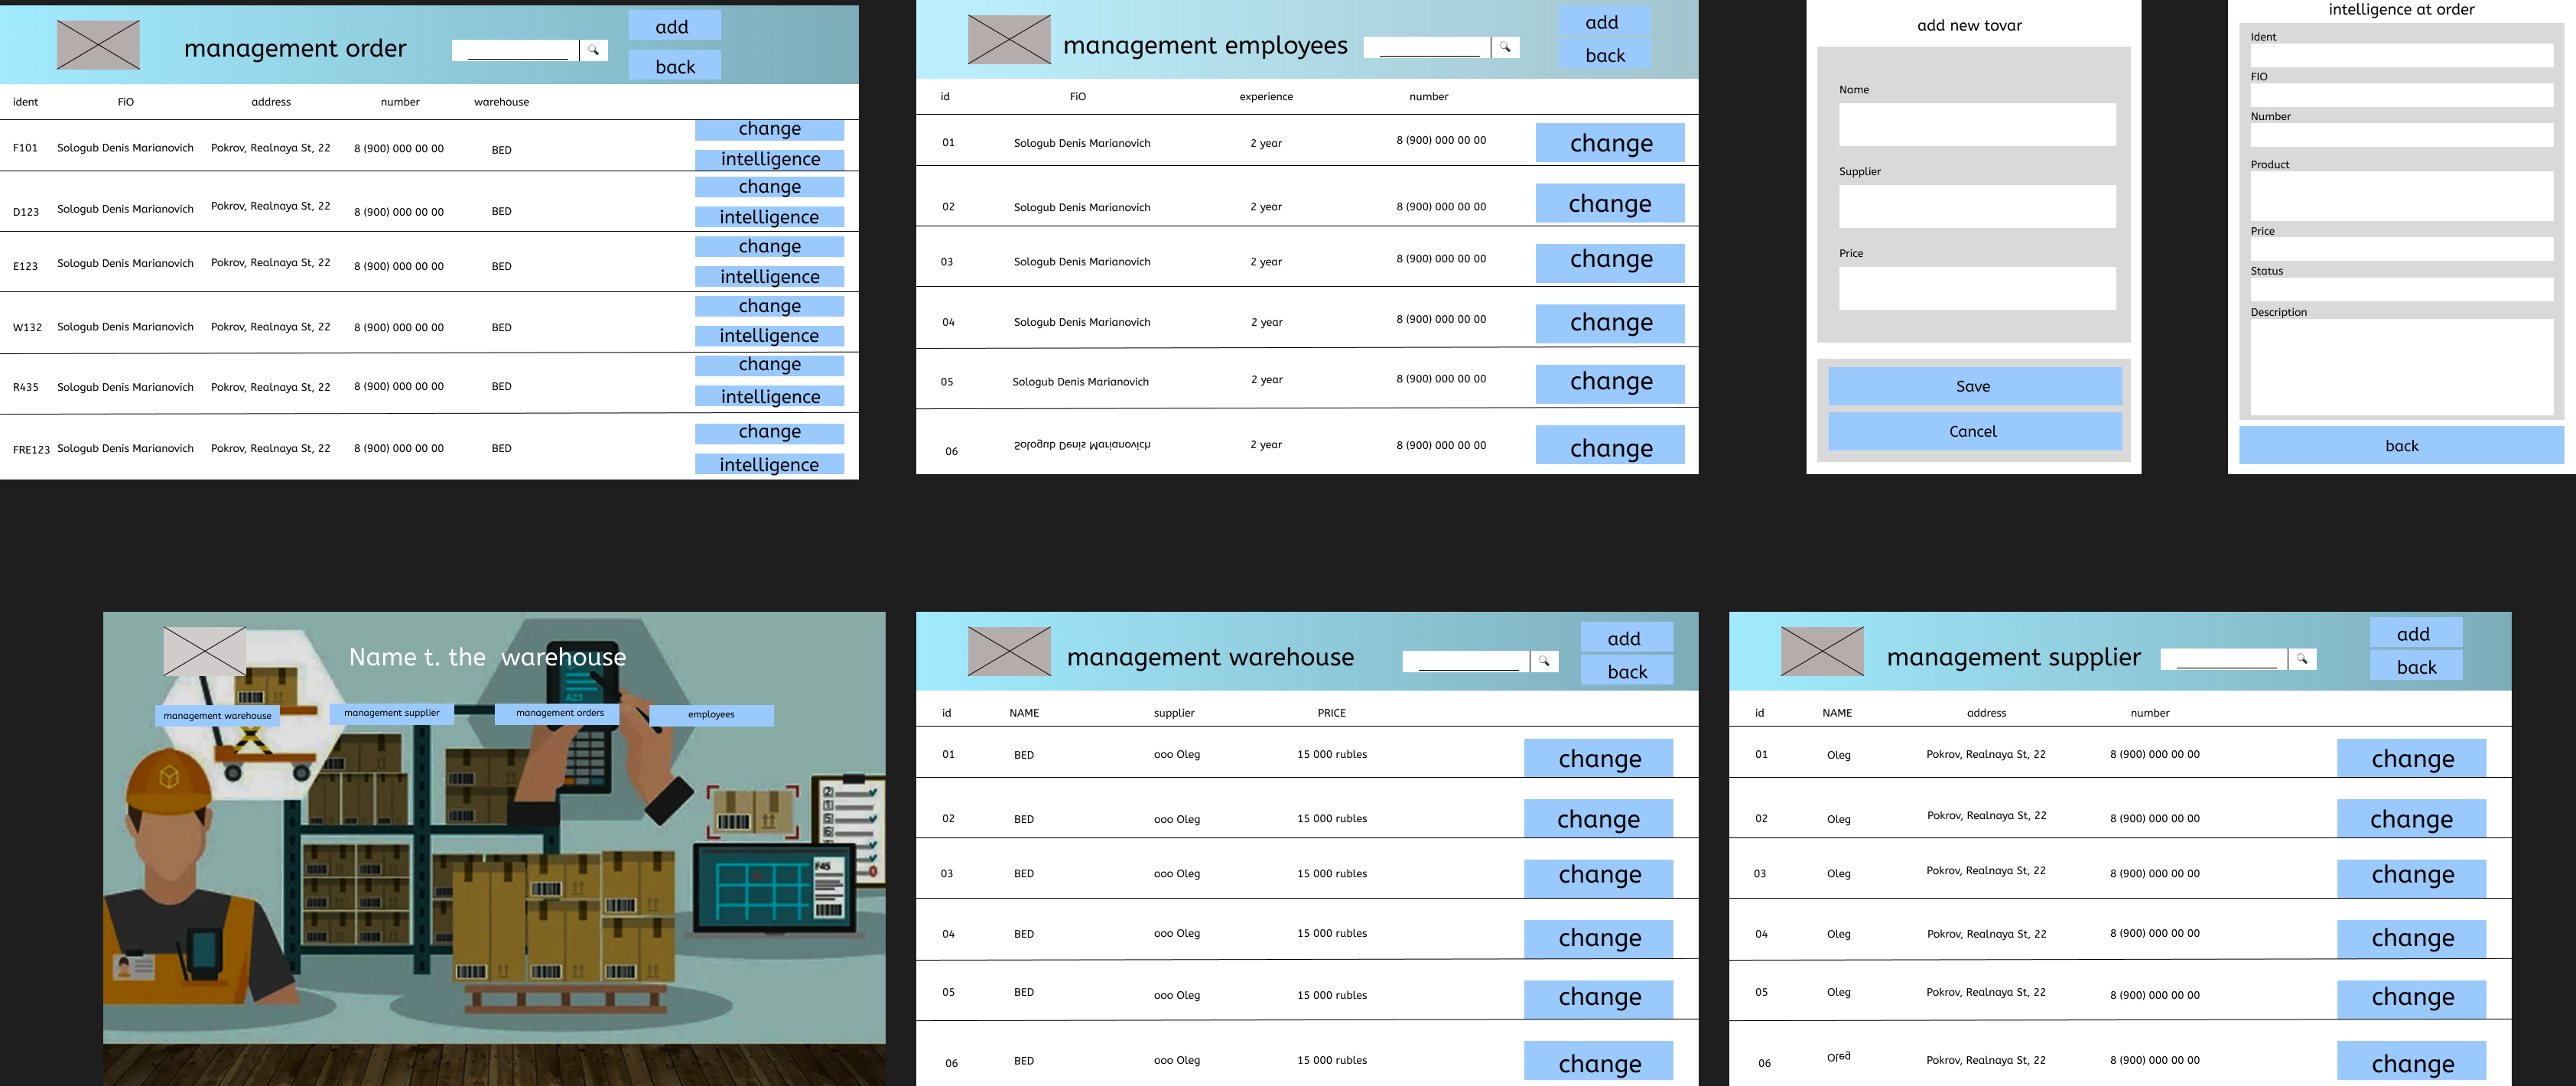 management order
add
back
ident FiO address number warehouse
F101 Sologub Denis Marianovich Pokrov, Realnaya St, 22 8 (900) 000 00 00 BED change
intelligence
D123 Sologub Denis Marianovich Pokrov, Realnaya St, 22 8 (900) 000 00 00 BED change
intelligence
E123 Sologub Denis Marianovich Pokrov, Realnaya St, 22 8 (900) 000 00 00 BED change
intelligence
W132 Sologub Denis Marianovich Pokrov, Realnaya St, 22 8 (900) 000 00 00 BED change
intelligence
R435 Sologub Denis Marianovich Pokrov, Realnaya St, 22 8 (900) 000 00 00 BED change
intelligence
FRE123 Sologub Denis Marianovich Pokrov, Realnaya St, 22 8 (900) 000 00 00 BED change
intelligence
management employees
add
back
id FiO experience number
01 Sologub Denis Marianovich 2 year 8 (900) 000 00 00 change
02 Sologub Denis Marianovich 2 year 8 (900) 000 00 00 change
03 Sologub Denis Marianovich 2 year 8 (900) 000 00 00 change
04 Sologub Denis Marianovich 2 year 8 (900) 000 00 00 change
05 Sologub Denis Marianovich 2 year 8 (900) 000 00 00 change
06 Sologub Denis Marianovich 2 year 8 (900) 000 00 00 change
add new tovar
Name
Supplier
Price
Save
Cancel
intelligence at order
Ident
FIO
Number
Product
Price
Status
Description
back
Name t. the warehouse
management warehouse management supplier management orders employees
A23
F45
management warehouse
add
back
id NAME supplier PRICE
01 BED ooo Oleg 15 000 rubles change
02 BED ooo Oleg 15 000 rubles change
03 BED ooo Oleg 15 000 rubles change
04 BED ooo Oleg 15 000 rubles change
05 BED ooo Oleg 15 000 rubles change
06 BED ooo Oleg 15 000 rubles change
management supplier
add
back
id NAME address number
01 Oleg Pokrov, Realnaya St, 22 8 (900) 000 00 00 change
02 Oleg Pokrov, Realnaya St, 22 8 (900) 000 00 00 change
03 Oleg Pokrov, Realnaya St, 22 8 (900) 000 00 00 change
04 Oleg Pokrov, Realnaya St, 22 8 (900) 000 00 00 change
05 Oleg Pokrov, Realnaya St, 22 8 (900) 000 00 00 change
06 Oleg Pokrov, Realnaya St, 22 8 (900) 000 00 00 change